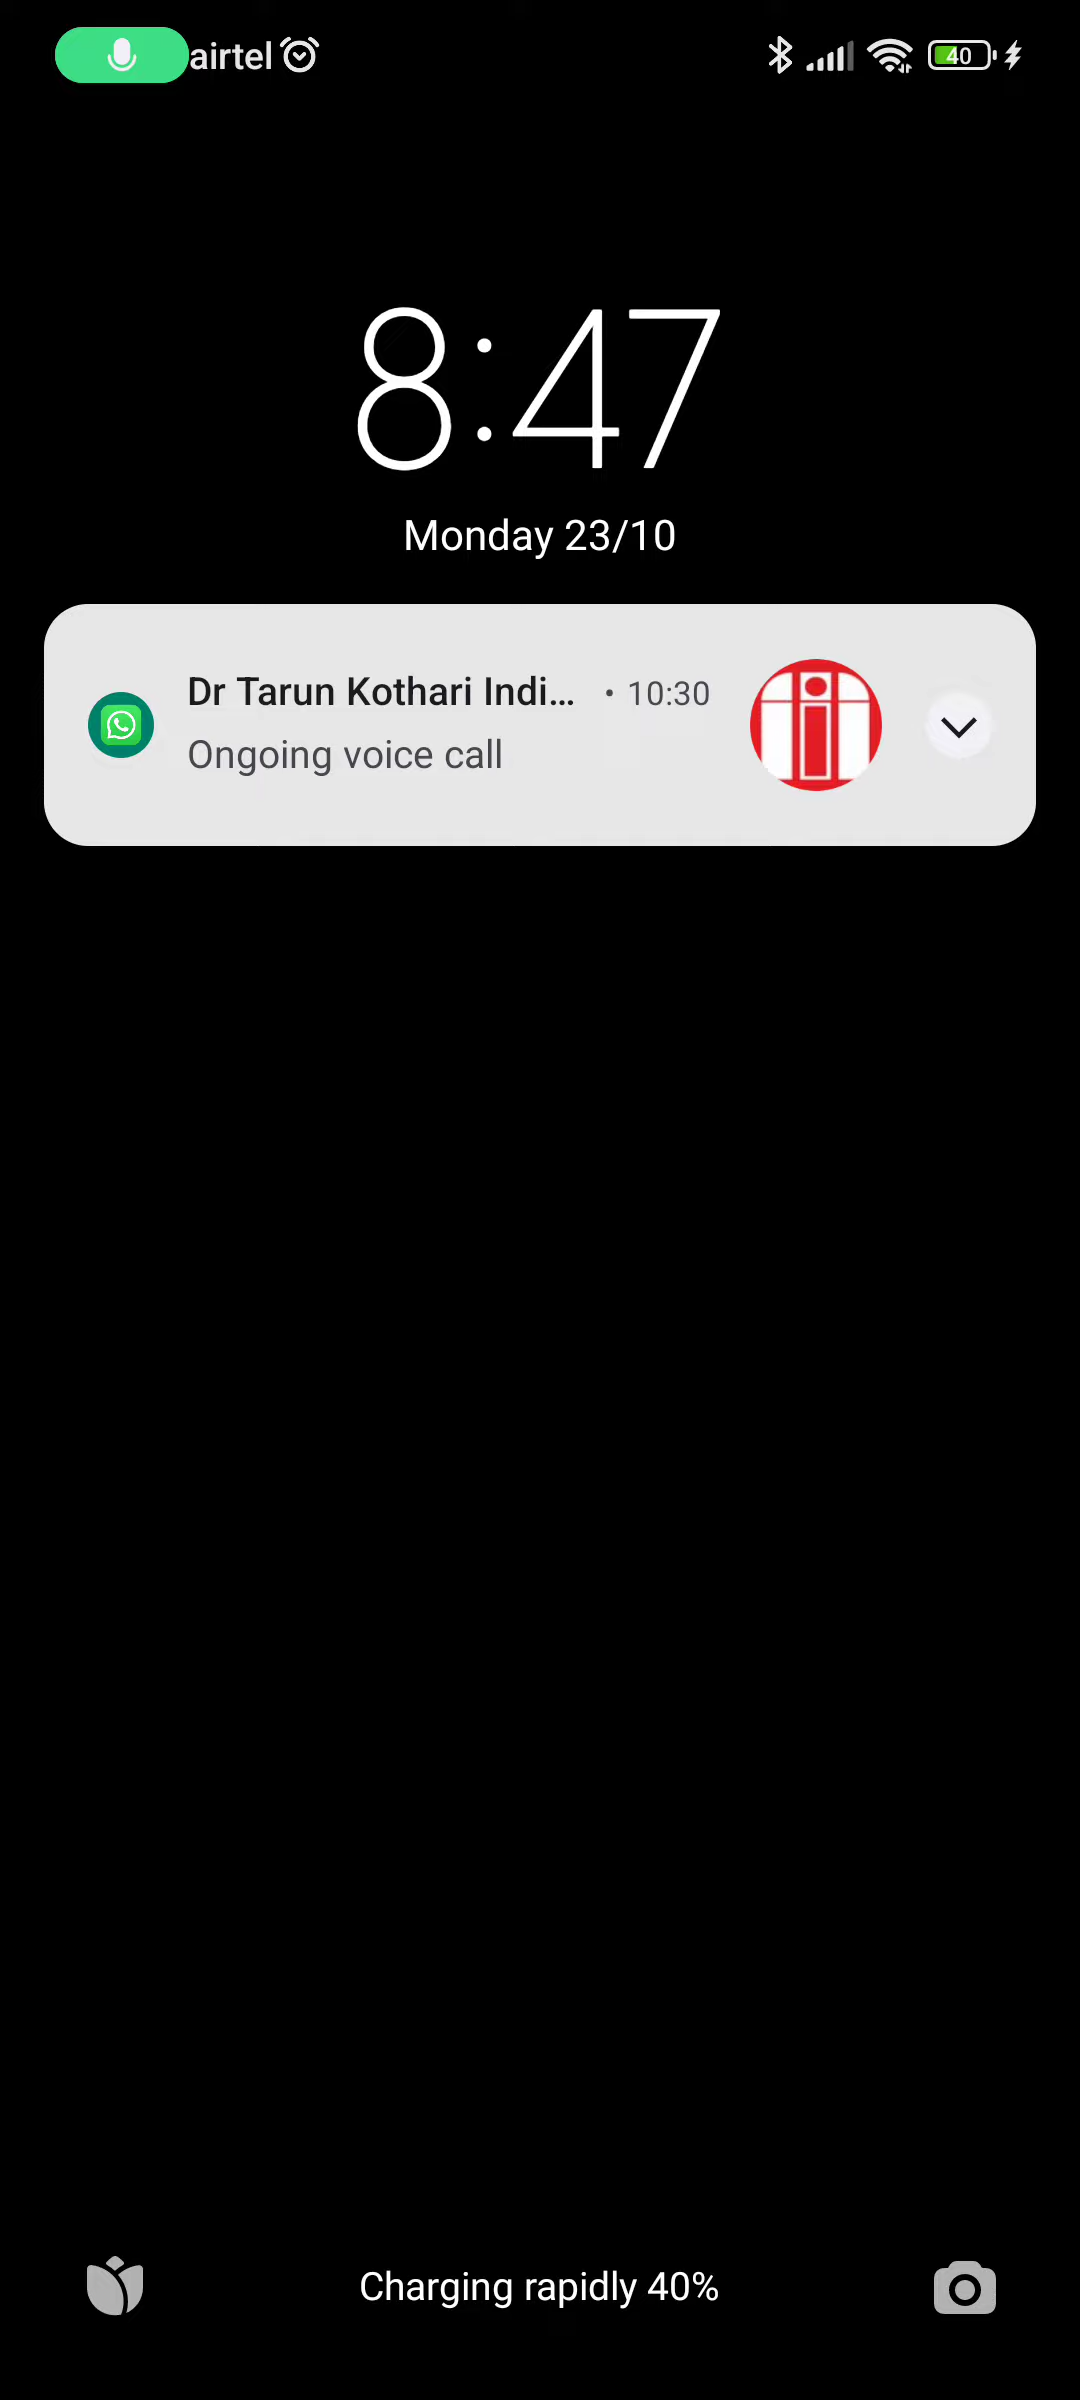 airtel 40
8:47
Monday 23/10
Dr Tarun Kothari Indi... • 10:30
Ongoing voice call
Charging rapidly 40%